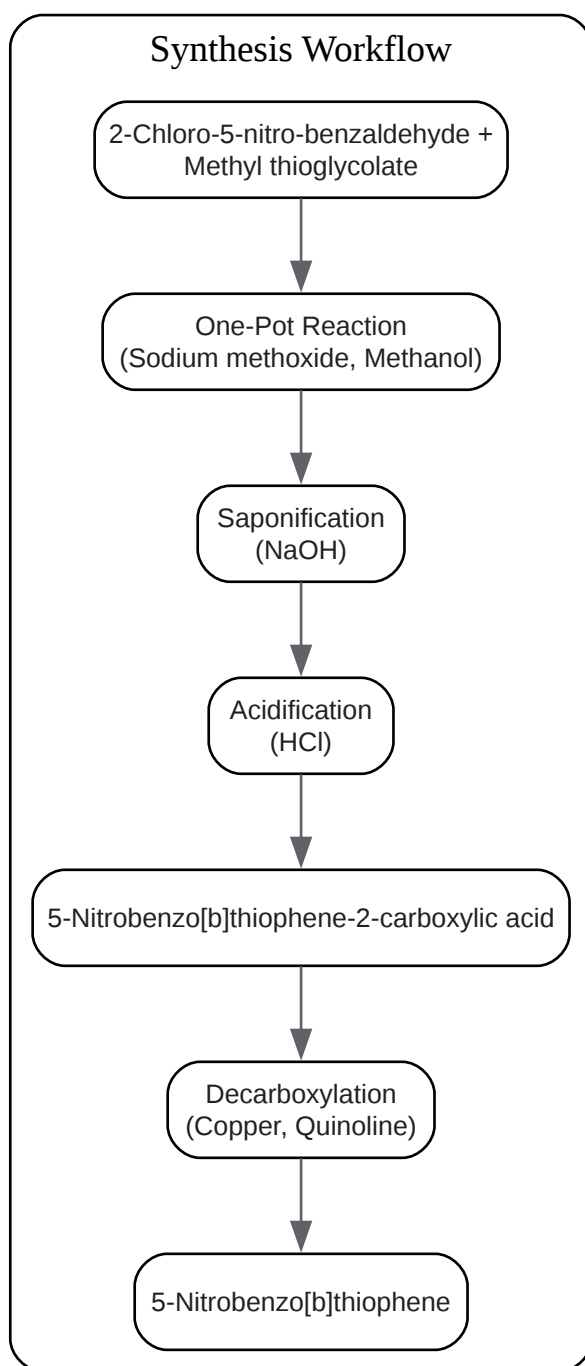 Synthesis Workflow
2-Chloro-5-nitro-benzaldehyde +
Methyl thioglycolate
One-Pot Reaction
(Sodium methoxide, Methanol)
Saponification
(NaOH)
Acidification
(HCl)
5-Nitrobenzo[b]thiophene-2-carboxylic acid
Decarboxylation
(Copper, Quinoline)
5-Nitrobenzo[b]thiophene